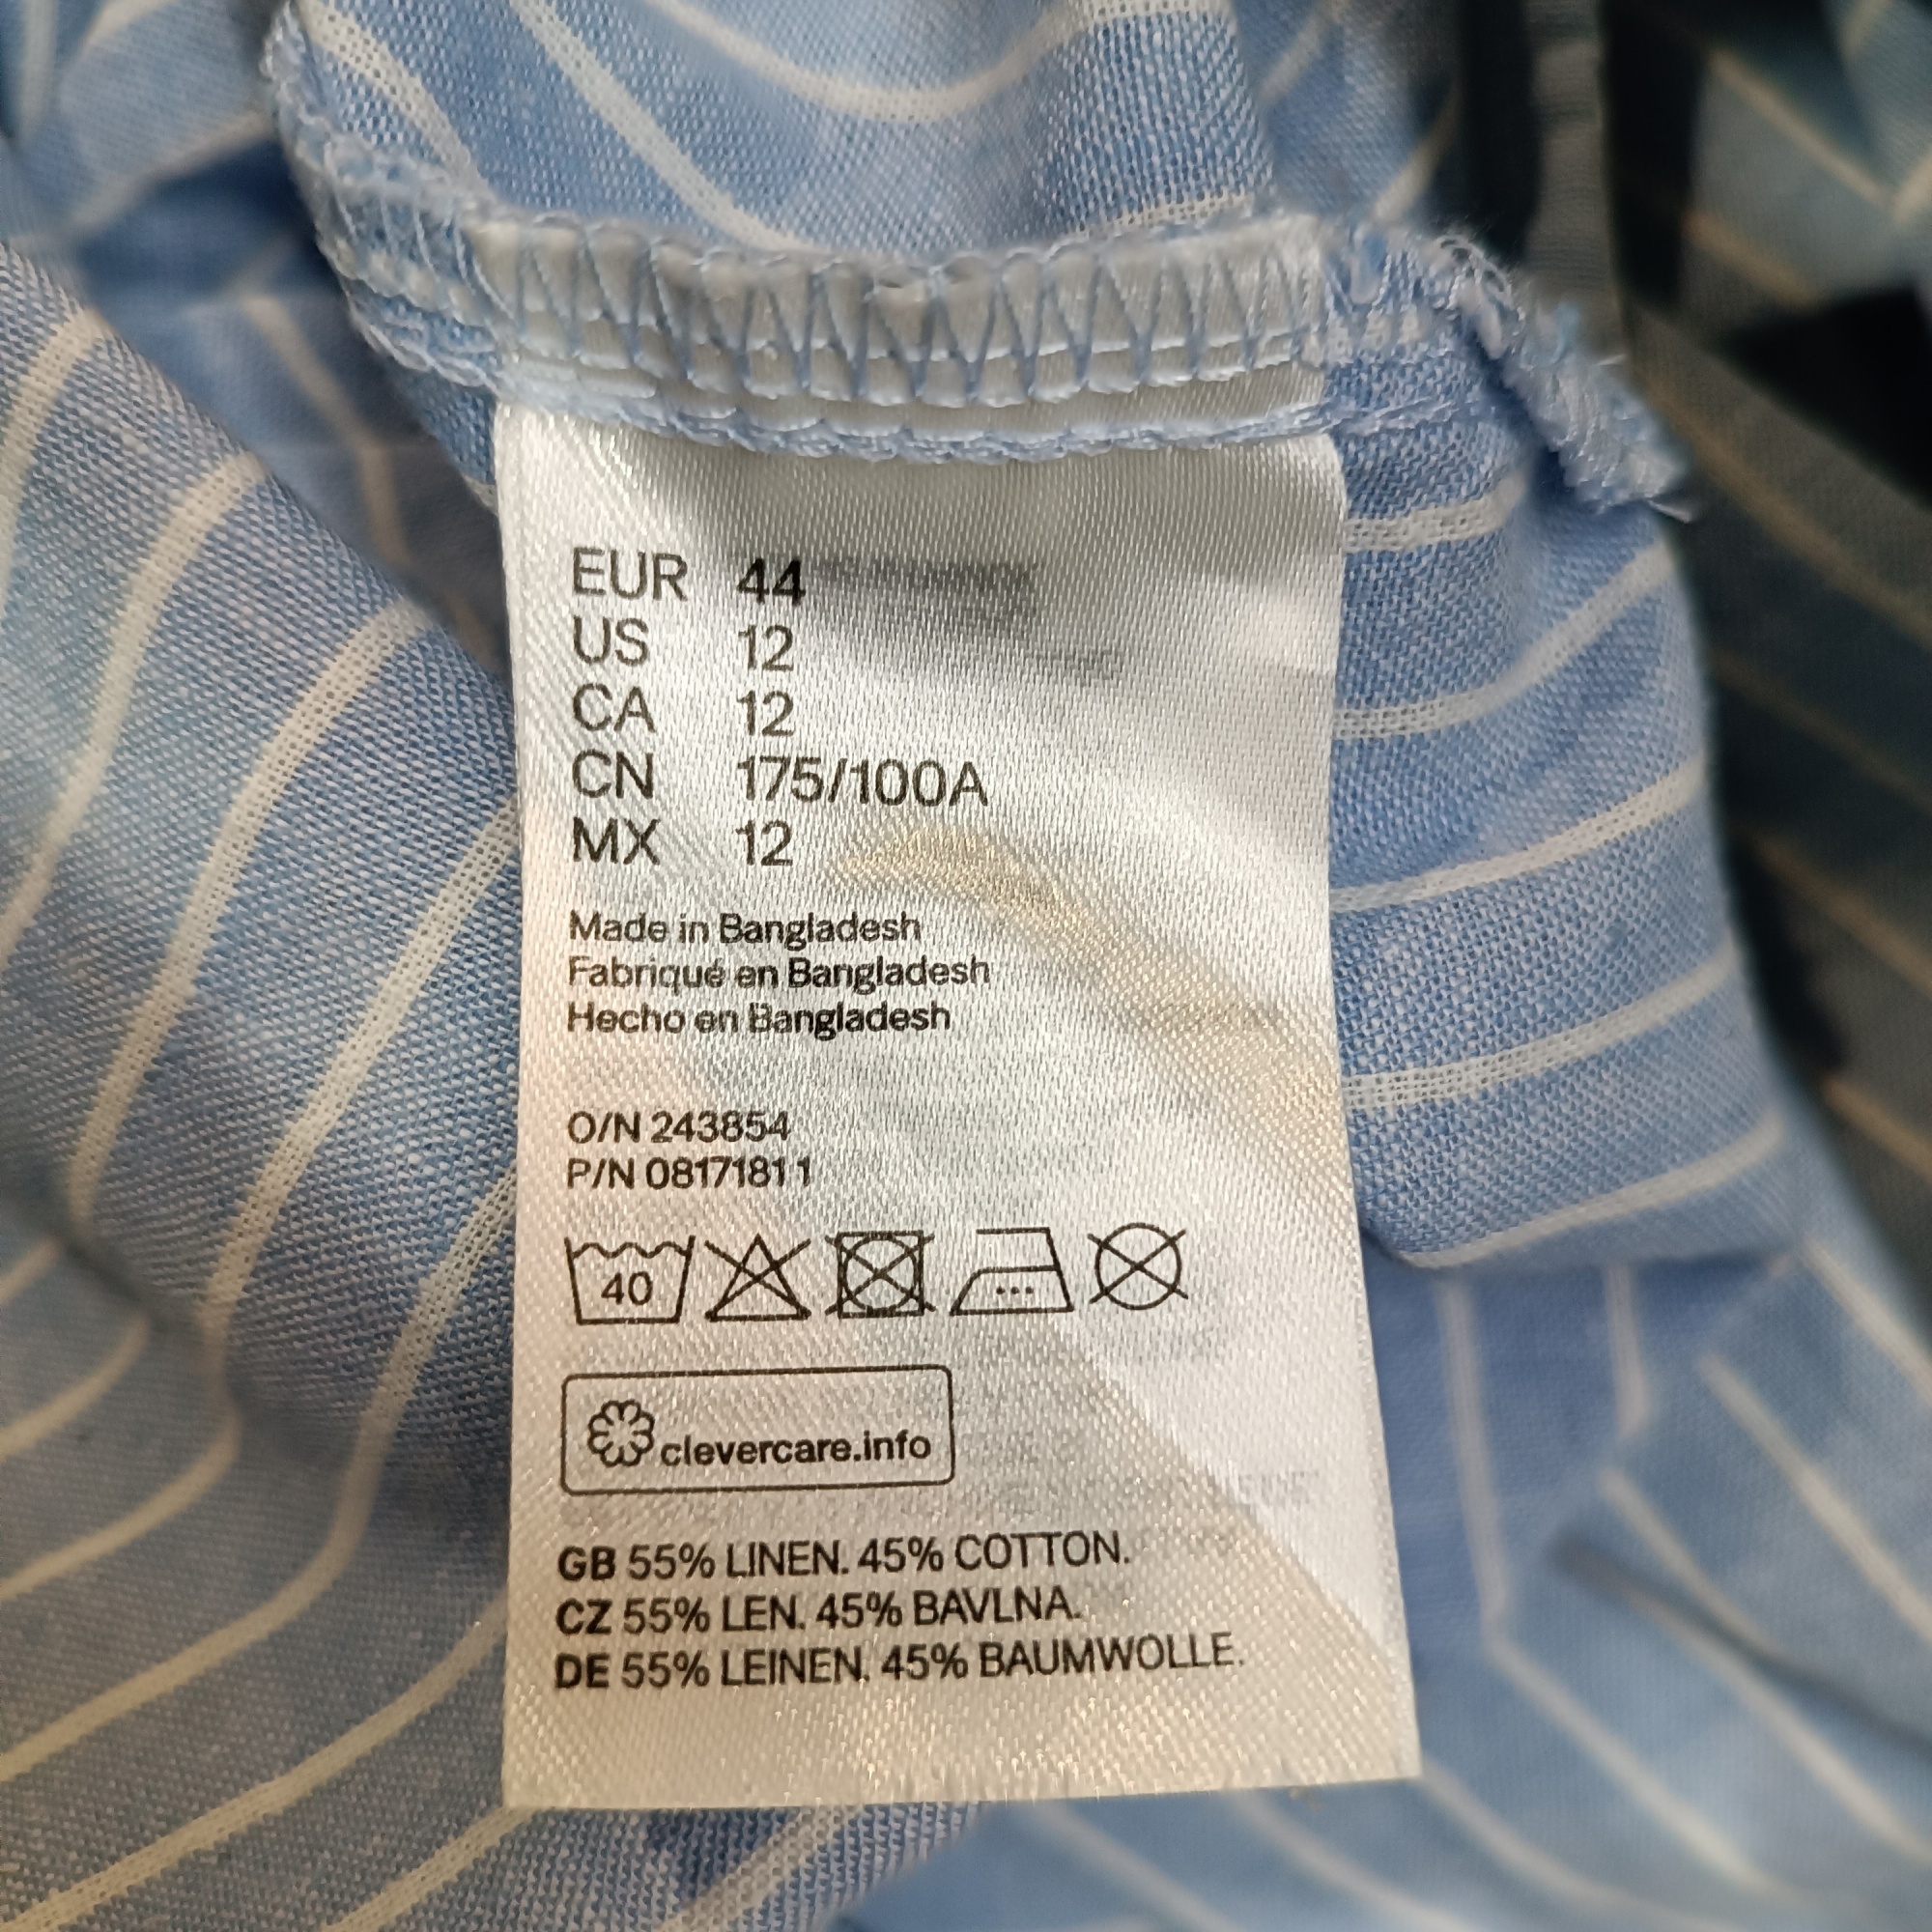 EUR 44
US 12
CA 12
CN 175/100A
MX 12
Made in Bangladesh
Fabriqué en Bangladesh
Hecho en Bangladesh
O/N 243854
P/N 08171811
40
clevercare.info
GB 55% LINEN. 45% COTTON.
CZ 55% LEN. 45% BAVLNA.
DE 55% LEINEN. 45% BAUMWOLLE.